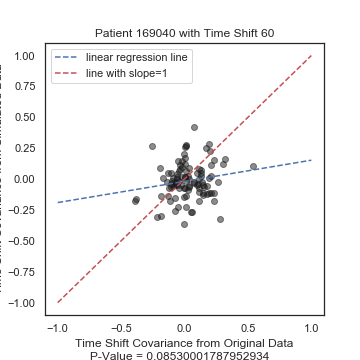 Patient 169040 with Time Shift 60
linear regression line
line with slope=1
1.00
0.75
0.50
0.25
0.00
−0.25
−0.50
−0.75
−1.00
−1.0 −0.5 0.0 0.5 1.0
Time Shift Covariance from Original Data
P-Value = 0.08530001787952934